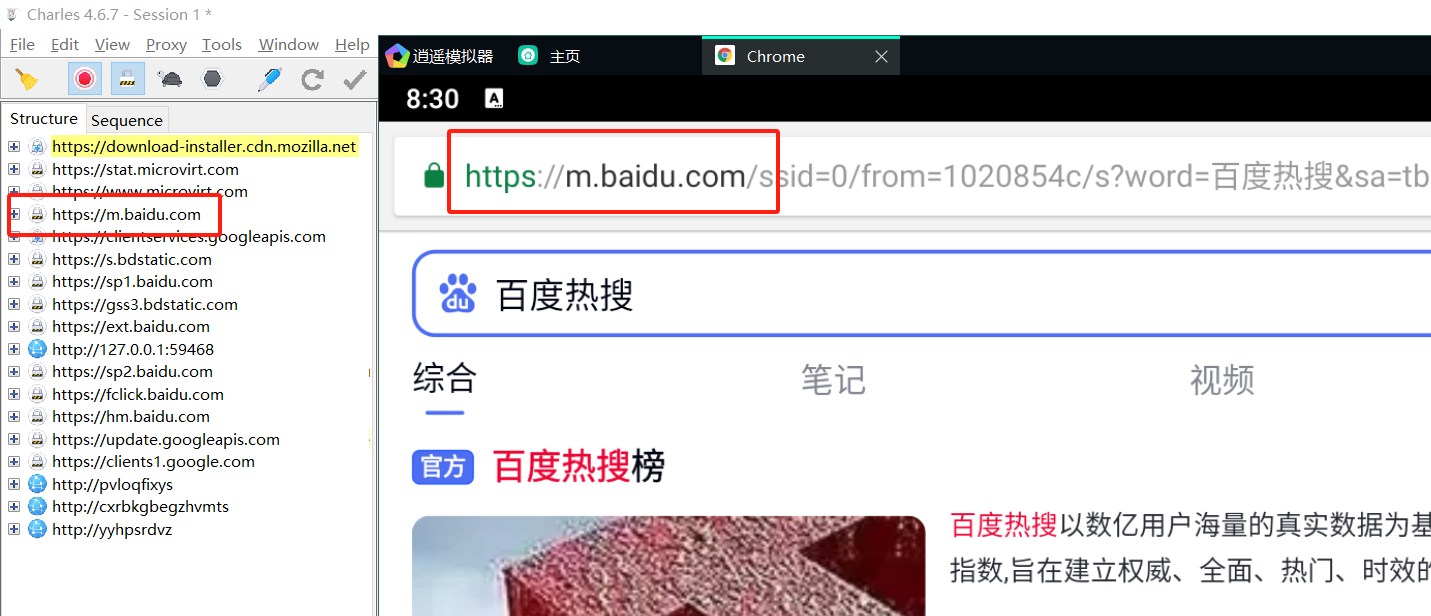 Charles 4.6.7 - Session 1 *
File Edit View Proxy Tools Window Help
Structure Sequence
https://download-installer.cdn.mozilla.net
https://stat.microvirt.com
https://www.microvirt.com
https://m.baidu.com
https://clientservices.googleapis.com
https://s.bdstatic.com
https://sp1.baidu.com
https://gss3.bdstatic.com
https://ext.baidu.com
http://127.0.0.1:59468
https://sp2.baidu.com
https://fclick.baidu.com
https://hm.baidu.com
https://update.googleapis.com
https://clients1.google.com
http://pvloqfixys
http://cxrbkgbegzhvmts
http://yyhpsrdvz
逍遥模拟器 主页 Chrome
8:30 A
https://m.baidu.com/ssid=0/from=1020854c/s?word=百度热搜&sa=tb
du 百度热搜
综合 笔记 视频
官方 百度热搜榜
百度热搜以数亿用户海量的真实数据为基
指数,旨在建立权威、全面、热门、时效的